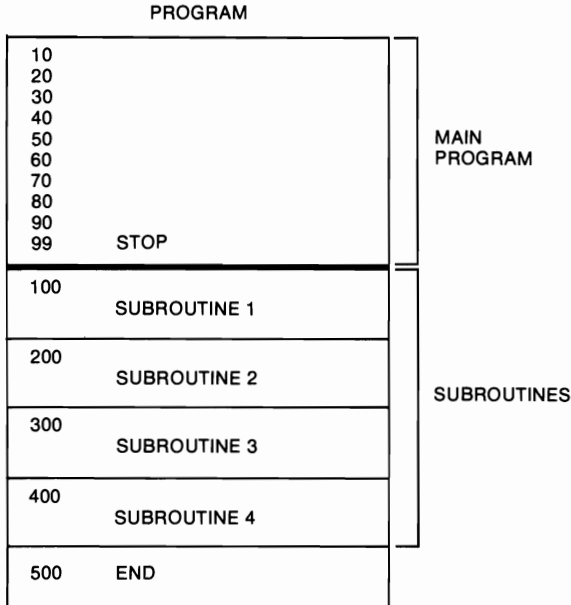 PROGRAM
10
20
30
40
50
60
70
80
90
99 STOP
MAIN
PROGRAM
100
SUBROUTINE 1
200
SUBROUTINE 2
300
SUBROUTINE 3
400
SUBROUTINE 4
SUBROUTINES
500 END